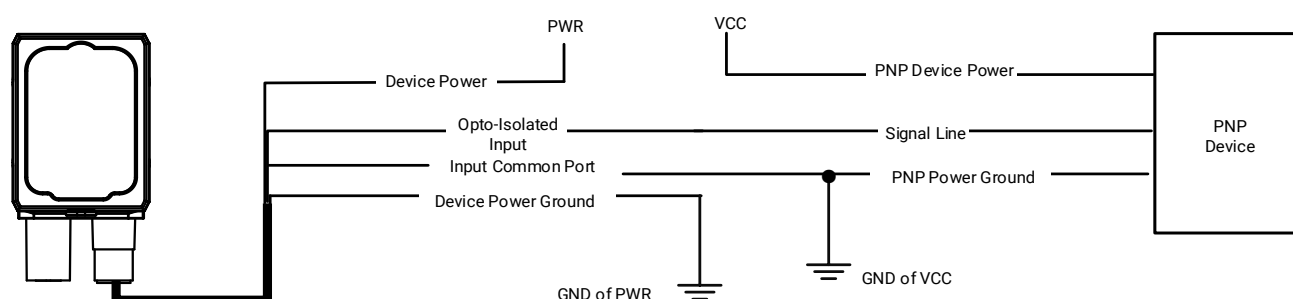 PWR
VCC
Device Power
PNP Device Power
Opto-Isolated
Input
Signal Line
PNP
Device
Input Common Port
PNP Power Ground
Device Power Ground
GND of VCC
GND of PWR